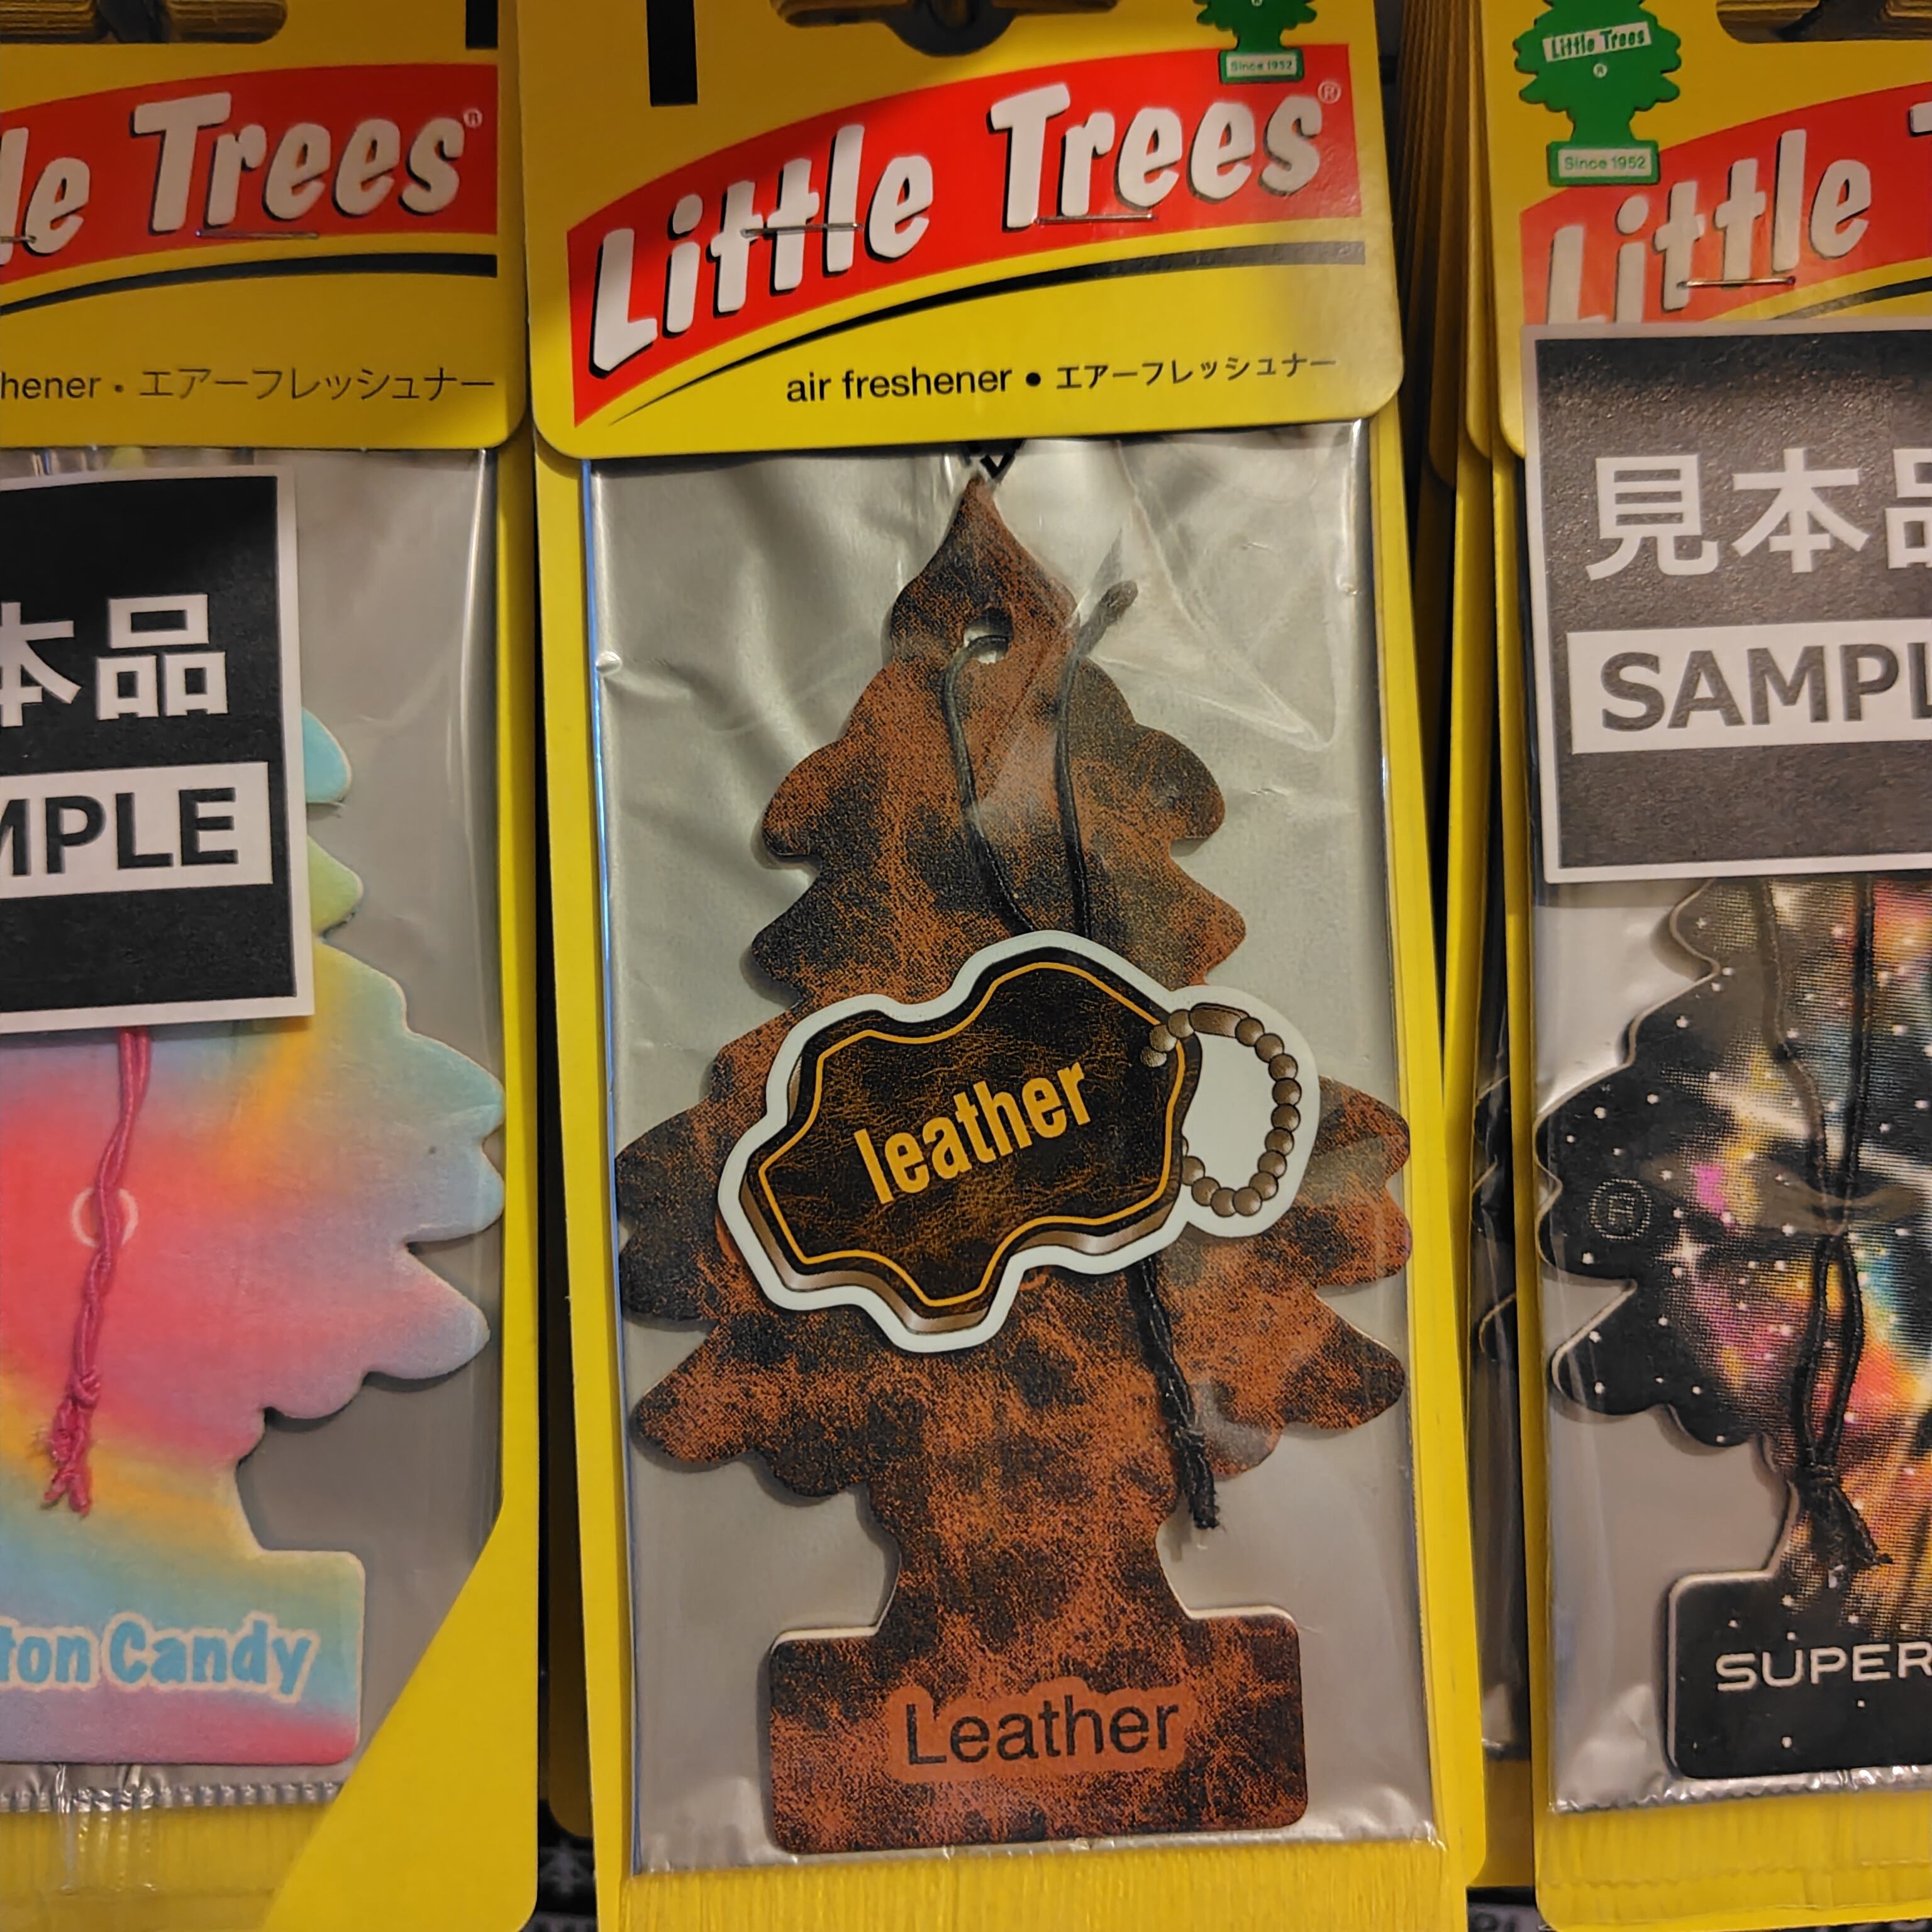 le Trees®
hener • エアーフレッシュナー
本品
MPLE
ton Candy
Since 1952
Little Trees®
air freshener • エアーフレッシュナー
leather
Leather
Little Trees
®
Since 1952
Little T
見本品
SAMPL
®
SUPER